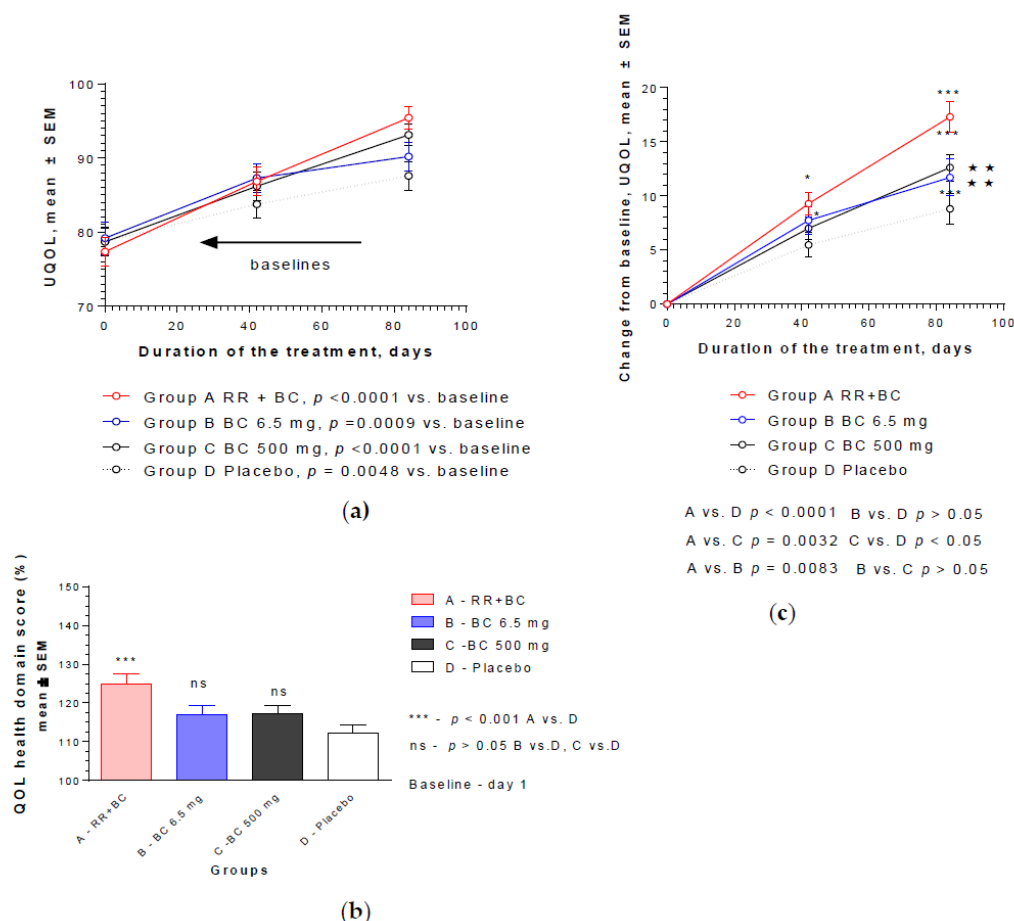 UQOL, mean ± SEM
100
90
80
70
baselines
0 20 40 60 80 100
Duration of the treatment, days
Group A RR + BC, p <0.0001 vs. baseline
Group B BC 6.5 mg, p =0.0009 vs. baseline
Group C BC 500 mg, p <0.0001 vs. baseline
Group D Placebo, p = 0.0048 vs. baseline
(a)
QOL health domain score (%)
mean ± SEM
150
140
130
120
110
100
***
ns
ns
A - RR+BC
B - BC 6.5 mg
C -BC 500 mg
D - Placebo
Groups
A - RR+BC
B - BC 6.5 mg
C -BC 500 mg
D - Placebo
*** - p < 0.001 A vs. D
ns - p > 0.05 B vs.D, C vs.D
Baseline - day 1
(b)
Change from baseline, UQOL, mean ± SEM
20
15
10
5
0
***
***
*
★ ★
★ ★
***
*
0 20 40 60 80 100
Duration of the treatment, days
Group A RR+BC
Group B BC 6.5 mg
Group C BC 500 mg
Group D Placebo
A vs. D p < 0.0001 B vs. D p > 0.05
A vs. C p = 0.0032 C vs. D p < 0.05
A vs. B p = 0.0083 B vs. C p > 0.05
(c)